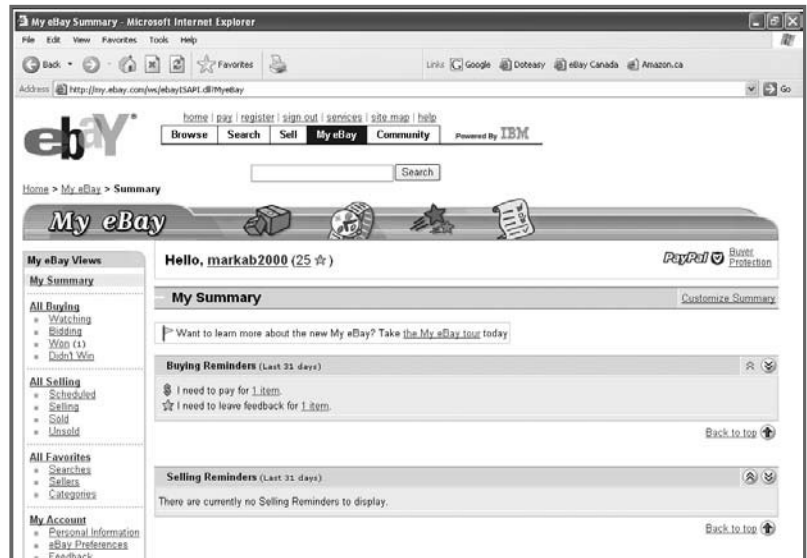 My eBay Summary - Microsoft Internet Explorer
File Edit View Favorites Tools Help
Back Favorites Links Google Doteasy eBay Canada Amazon.ca
Address http://my.ebay.com/ws/ebayISAPI.dll?MyeBay Go
home | pay | register | sign out | services | site map | help
ebY
Browse Search Sell My eBay Community Powered By IBM
Search
Home > My eBay > Summary
My eBay
My eBay Views
Hello, markab2000 (25)
PayPal Buyer Protection
My Summary
My Summary Customize Summary
Want to learn more about the new My eBay? Take the My eBay tour today
All Buying
Watching
Bidding
Won (1)
Didn't Win
Buying Reminders (Last 31 days)
I need to pay for 1 item.
I need to leave feedback for 1 item.
Back to top
All Selling
Scheduled
Selling
Sold
Unsold
All Favorites
Searches
Sellers
Categories
Selling Reminders (Last 31 days)
There are currently no Selling Reminders to display.
Back to top
My Account
Personal Information
eBay Preferences
Feedback